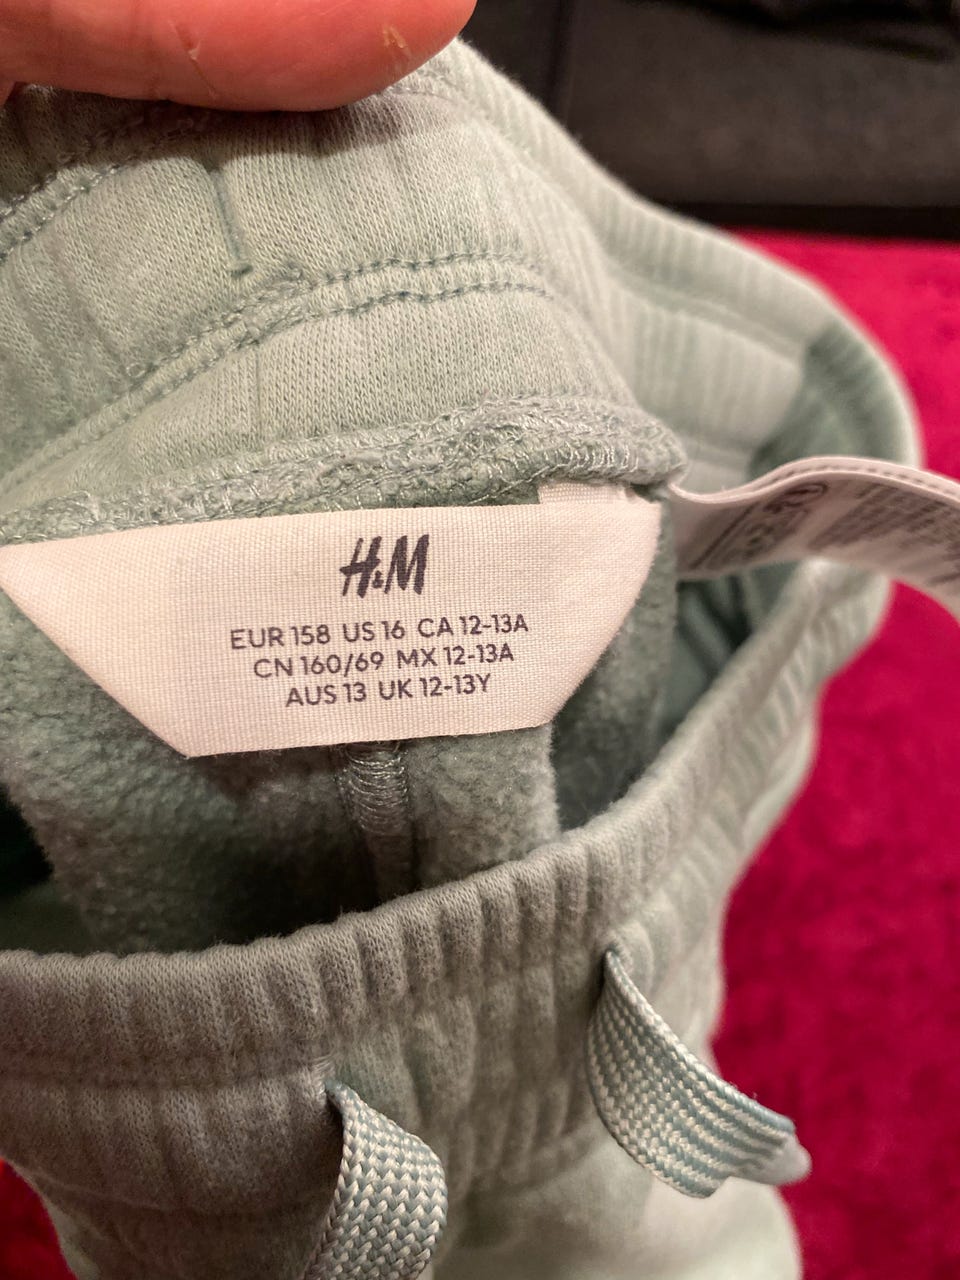 H&M
EUR 158 US 16 CA 12-13A
CN 160/69 MX 12-13A
AUS 13 UK 12-13Y